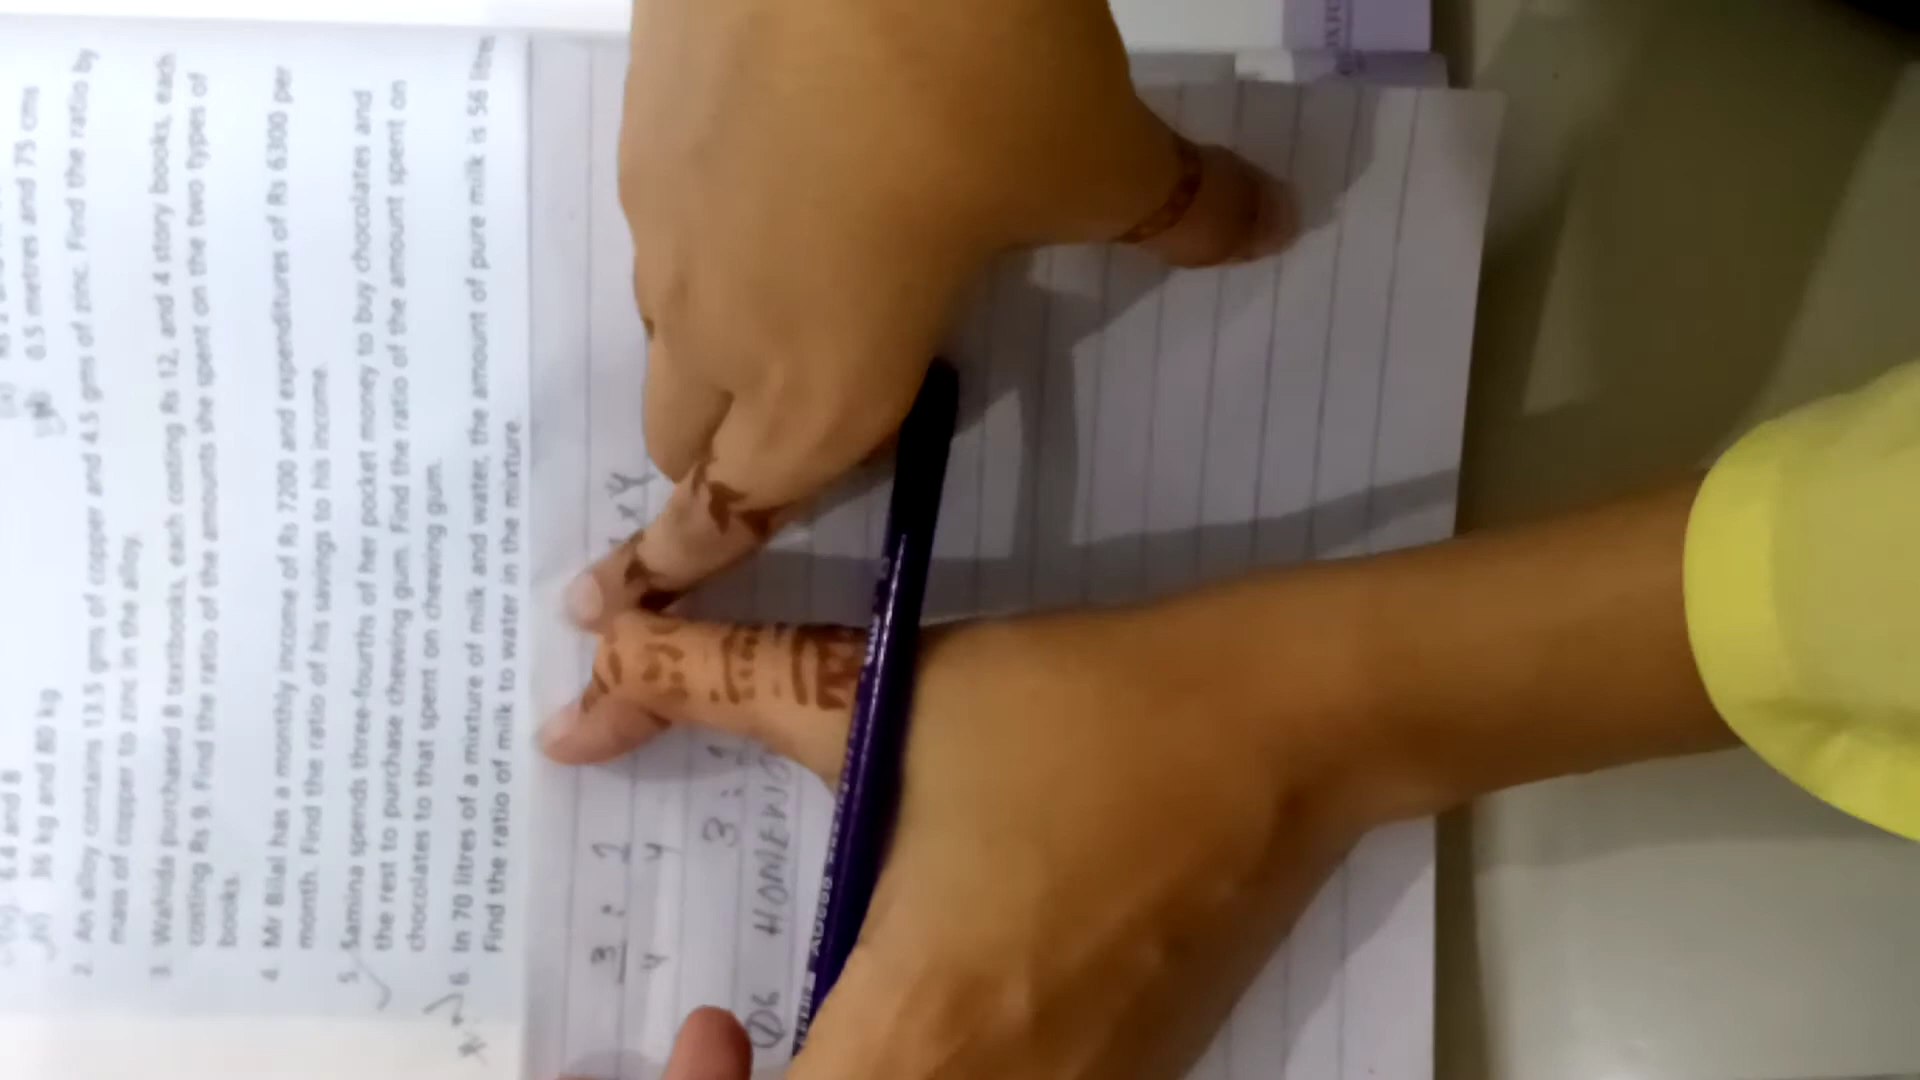 6.4 and 8
36 kg and 80 kg
0.5 metres and 75 cms
2. An alloy contains 13.5 gms of copper and 4.5 gms of zinc. Find the ratio by
mass of copper to zinc in the alloy.
3. Wahida purchased 8 textbooks, each costing Rs 12, and 4 story books, each
costing Rs 9. Find the ratio of the amounts she spent on the two types of
books.
4. Mr Bilal has a monthly income of Rs 7200 and expenditures of Rs 6300 per
month. Find the ratio of his savings to his income.
5. Samina spends three-fourths of her pocket money to buy chocolates and
the rest to purchase chewing gum. Find the ratio of the amount spent on
chocolates to that spent on chewing gum.
6. In 70 litres of a mixture of milk and water, the amount of pure milk is 56 litres
Find the ratio of milk to water in the mixture.
3 : 1
4 4
x 4
3 : 1
Q6 HOMEWO